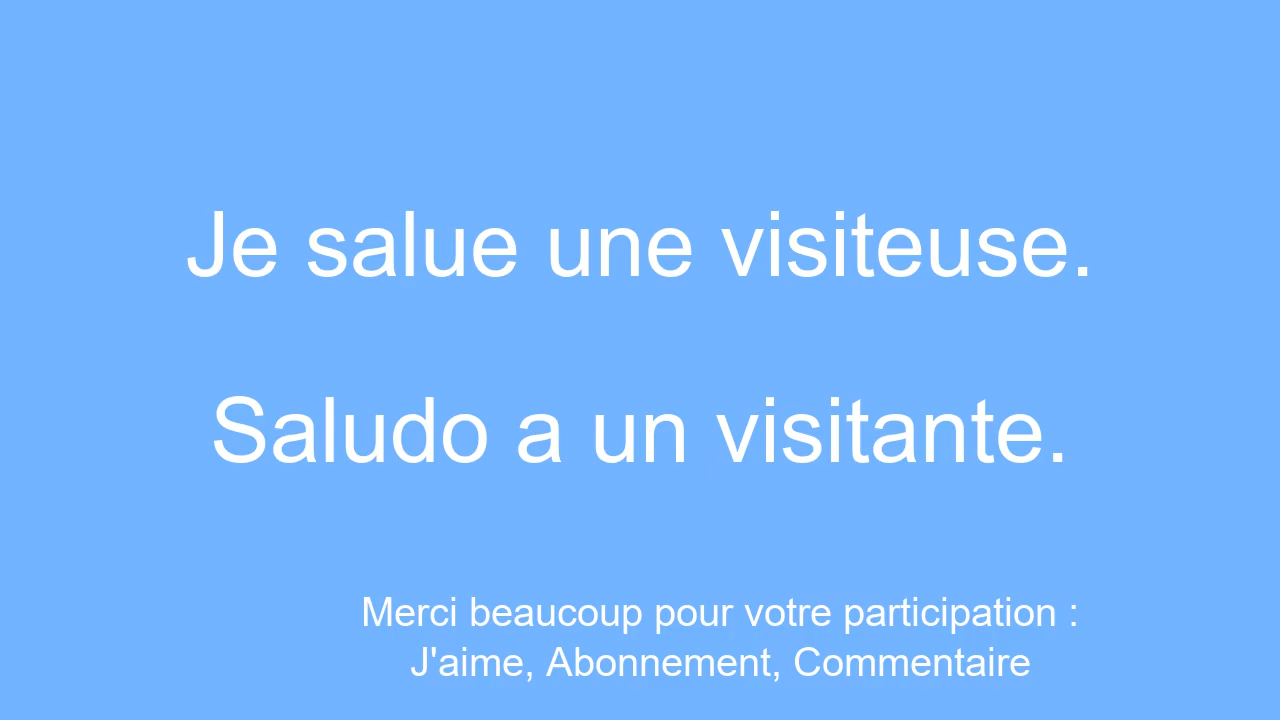 Je salue une visiteuse.
Saludo a un visitante.
Merci beaucoup pour votre participation :
J'aime, Abonnement, Commentaire